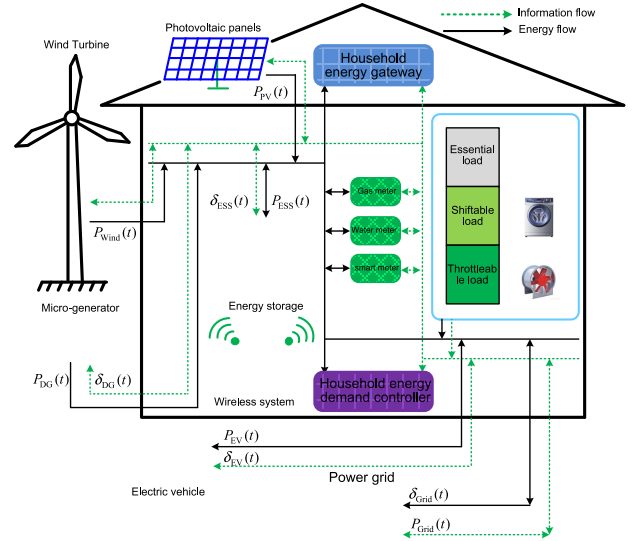 Photovoltaic panels
Information flow
Energy flow
Wind Turbine
Household
energy gateway
P_PV(t)
Essential
load
δ_ESS(t)
P_ESS(t)
Gas meter
Shiftable
load
P_Wind(t)
Water meter
smart meter
Throttleab
le load
Micro-generator
Energy storage
P_DG(t)
δ_DG(t)
Household energy
demand controller
Wireless system
P_EV(t)
δ_EV(t)
Power grid
Electric vehicle
δ_Grid(t)
P_Grid(t)